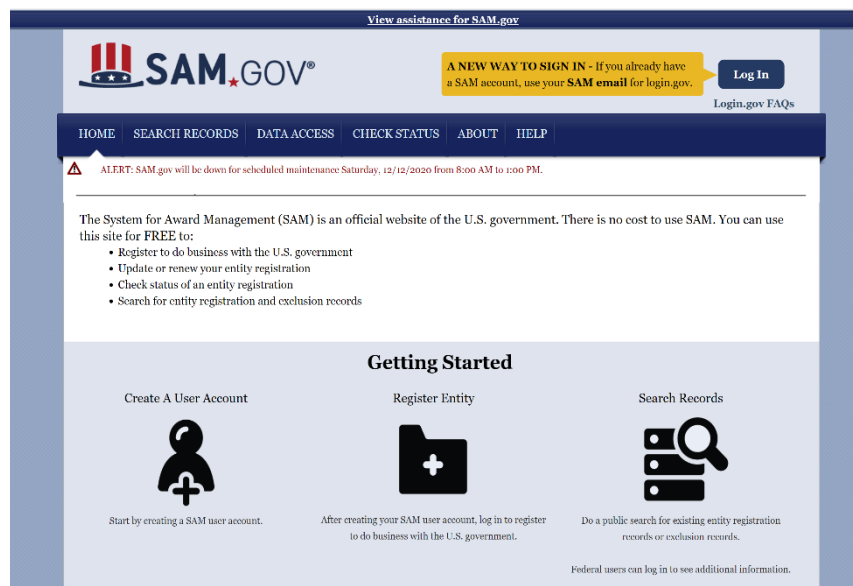 View assistance for SAM.gov
SAM.GOV®
A NEW WAY TO SIGN IN - If you already have
a SAM account, use your SAM email for login.gov.
Log In
Login.gov FAQs
HOME SEARCH RECORDS DATA ACCESS CHECK STATUS ABOUT HELP
ALERT: SAM.gov will be down for scheduled maintenance Saturday, 12/12/2020 from 8:00 AM to 1:00 PM.
The System for Award Management (SAM) is an official website of the U.S. government. There is no cost to use SAM. You can use
this site for FREE to:
• Register to do business with the U.S. government
• Update or renew your entity registration
• Check status of an entity registration
• Search for entity registration and exclusion records
Getting Started
Create A User Account
Start by creating a SAM user account.
Register Entity
After creating your SAM user account, log in to register
to do business with the U.S. government.
Search Records
Do a public search for existing entity registration
records or exclusion records.
Federal users can log in to see additional information.